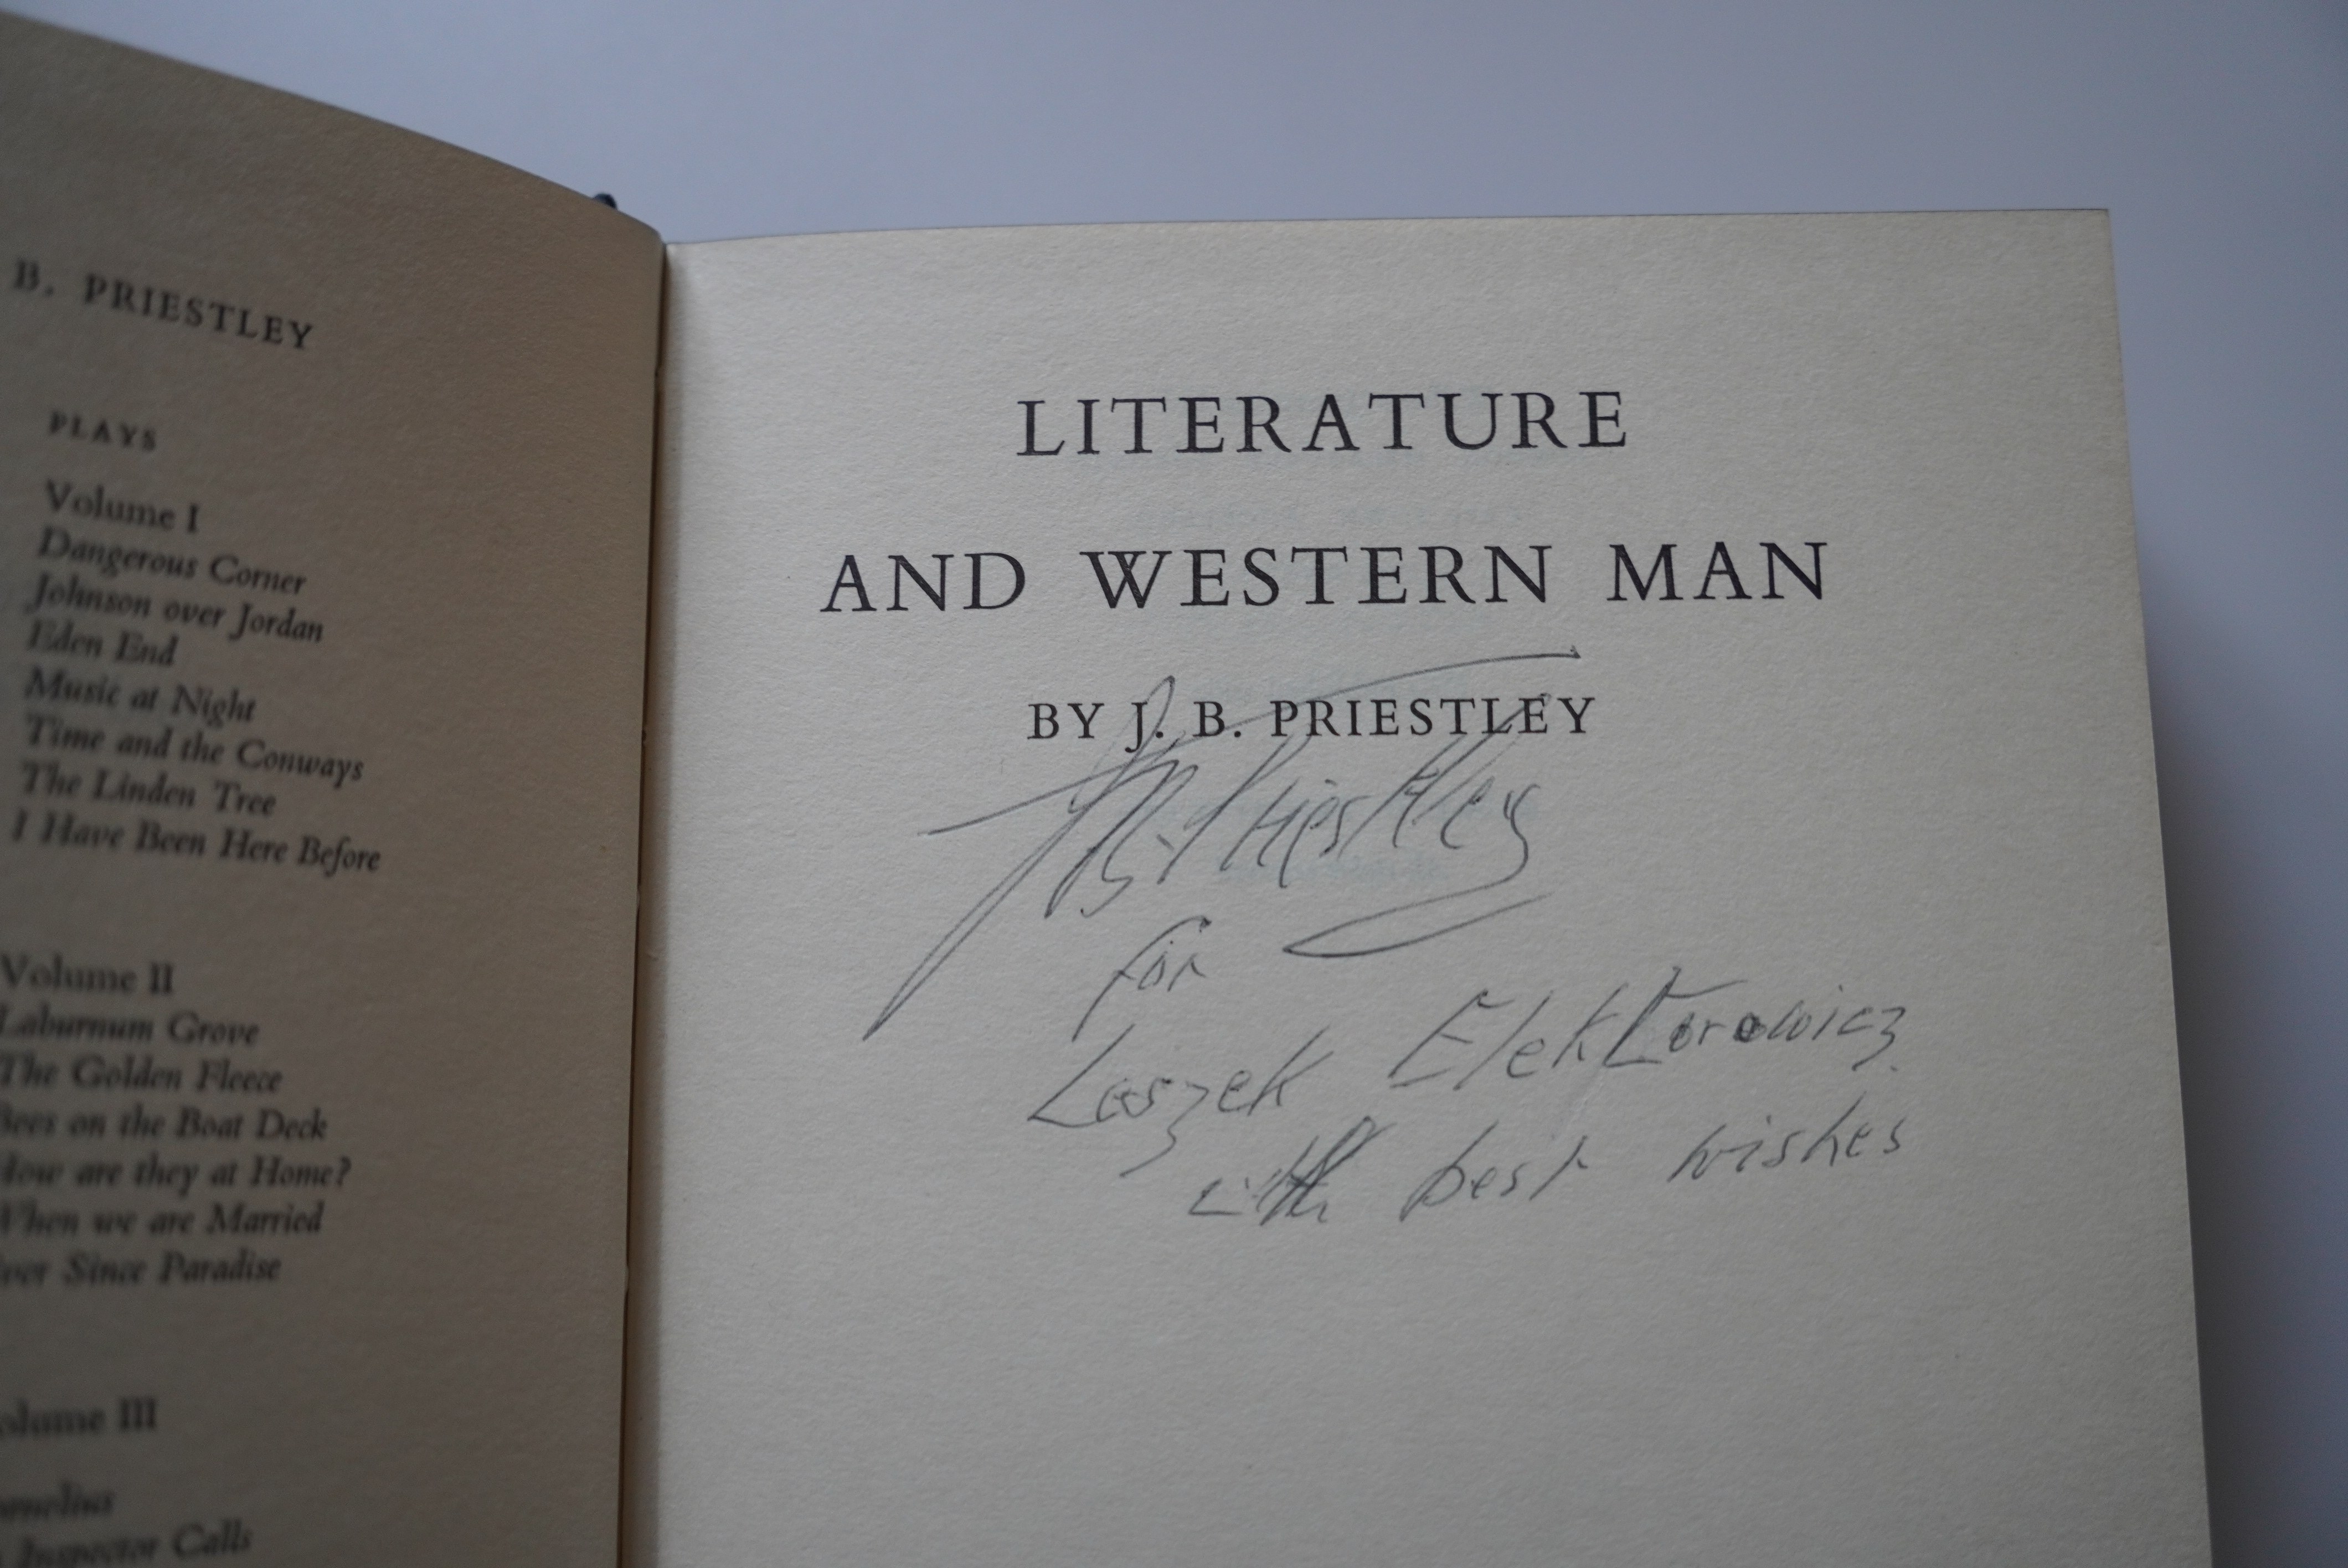 B. PRIESTLEY
PLAYS
Volume I
Dangerous Corner
Johnson over Jordan
Eden End
Music at Night
Time and the Conways
The Linden Tree
I Have Been Here Before
Volume II
Laburnum Grove
The Golden Fleece
Bees on the Boat Deck
How are they at Home?
When we are Married
Ever Since Paradise
Volume III
Cornelius
Inspector Calls
LITERATURE
AND WESTERN MAN
BY J. B. PRIESTLEY
J.B. Priestley
for
Leszek Elektorowicz
with best wishes